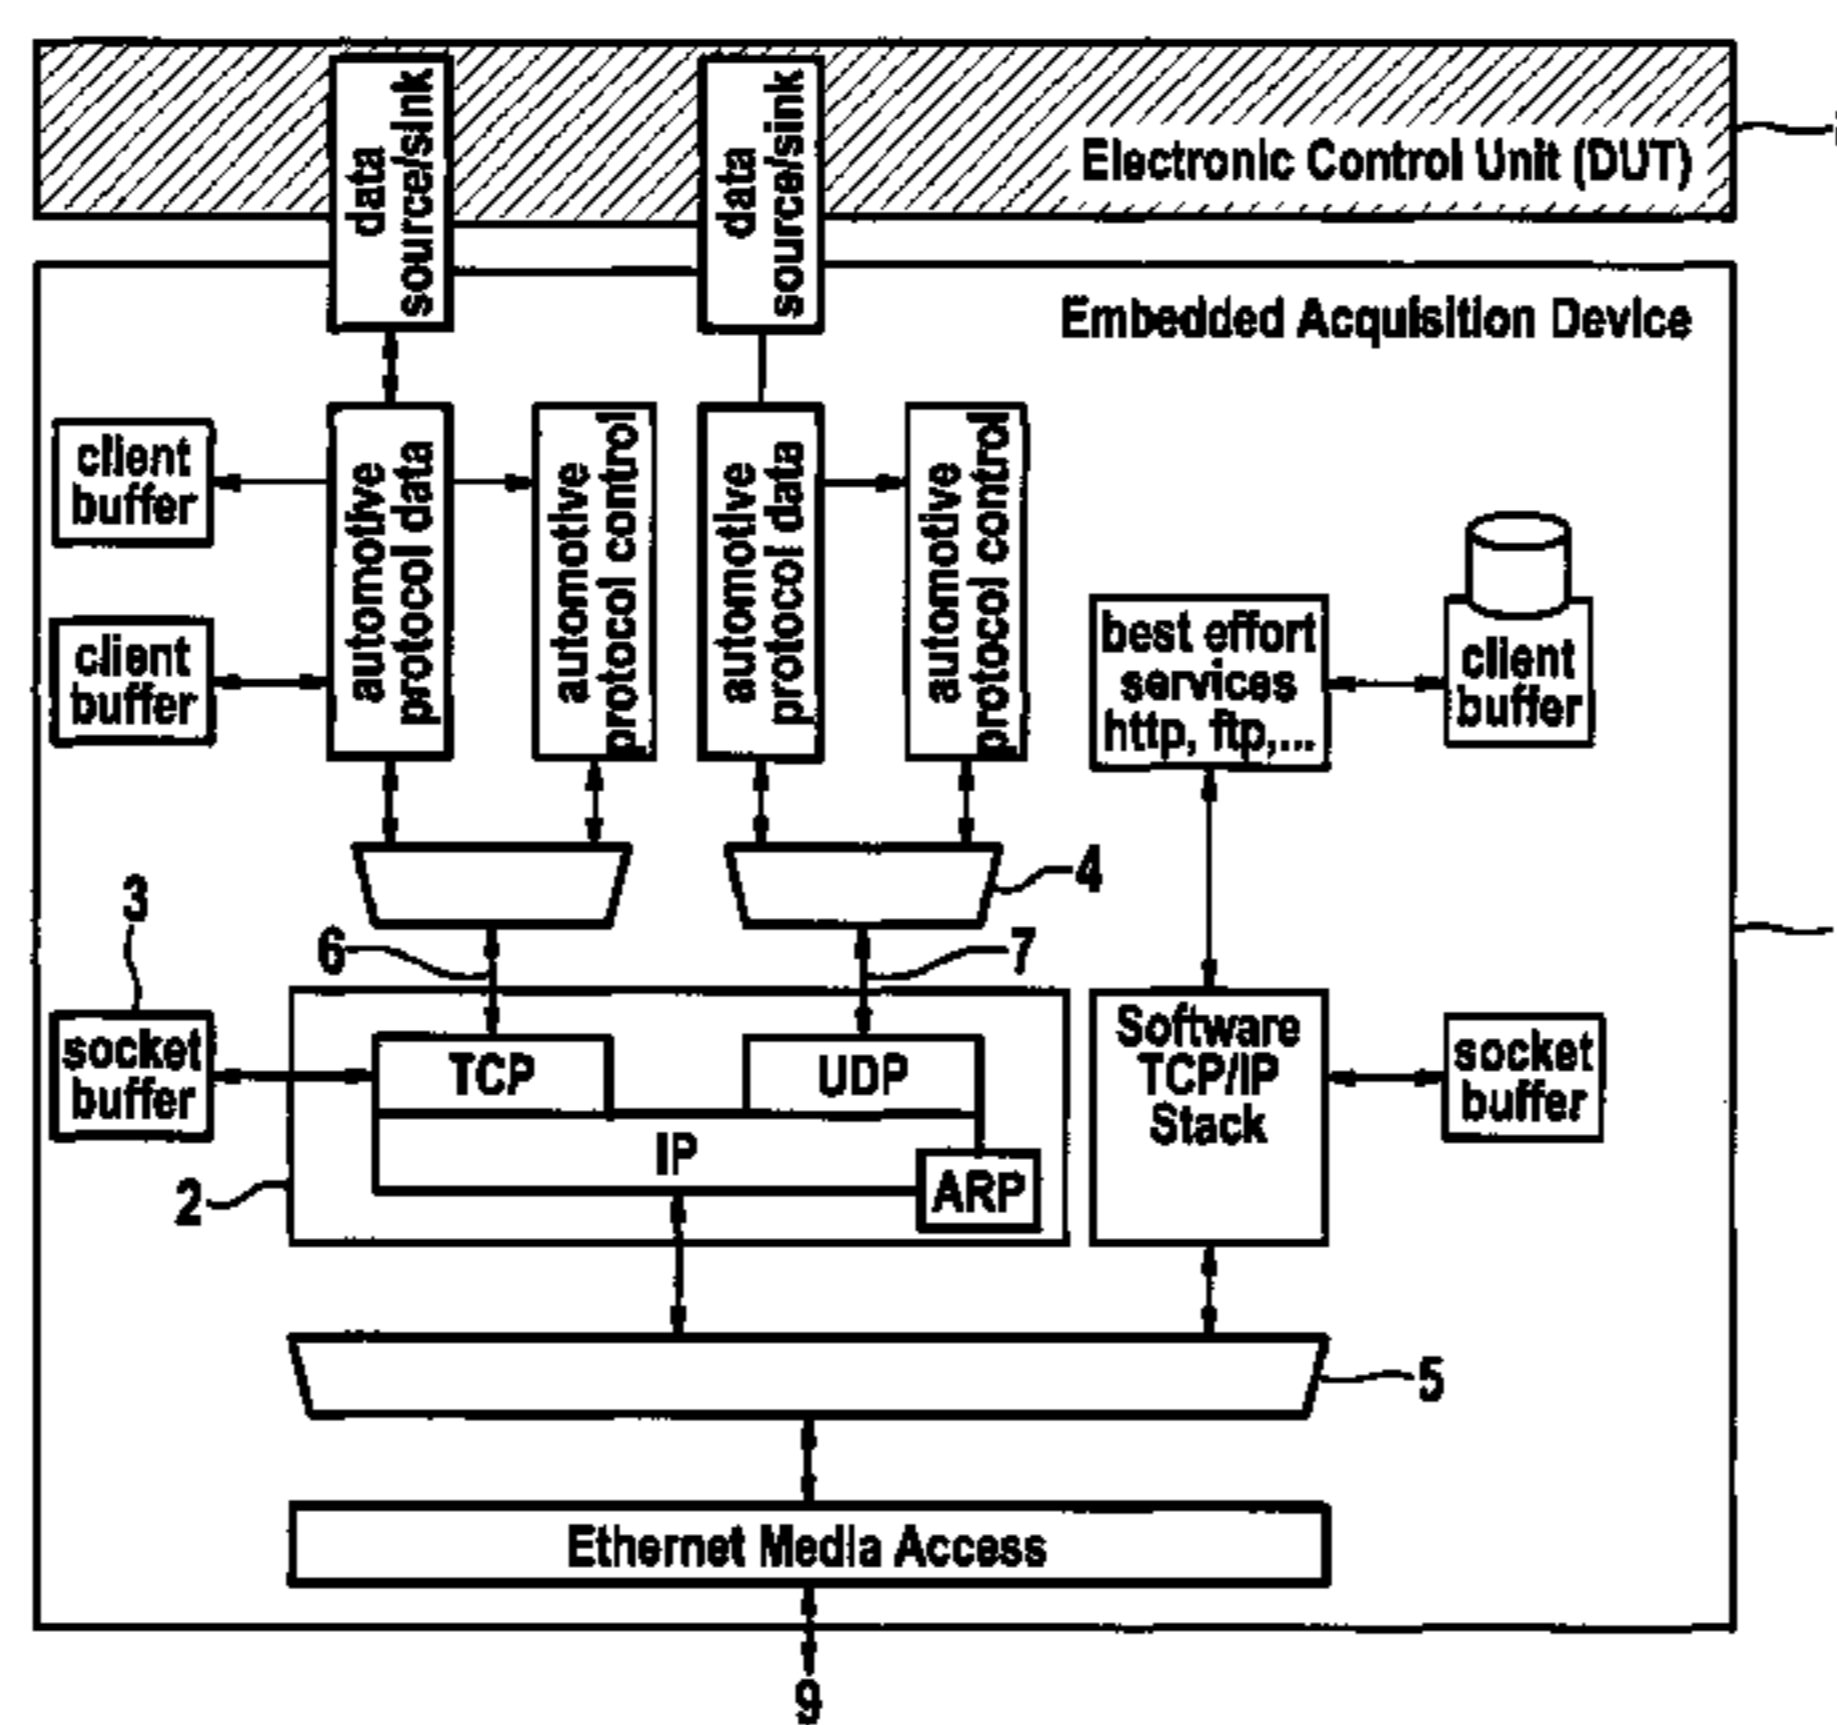 data
source/sink
data
source/sink
Electronic Control Unit (DUT)
Embedded Acquisition Device
client
buffer
automotive
protocol data
automotive
protocol control
automotive
protocol data
automotive
protocol control
client
buffer
best effort
services
http, ftp,...
client
buffer
4
3
6
7
socket
buffer
TCP
UDP
Software
TCP/IP
Stack
socket
buffer
IP
ARP
2
5
Ethernet Media Access
9